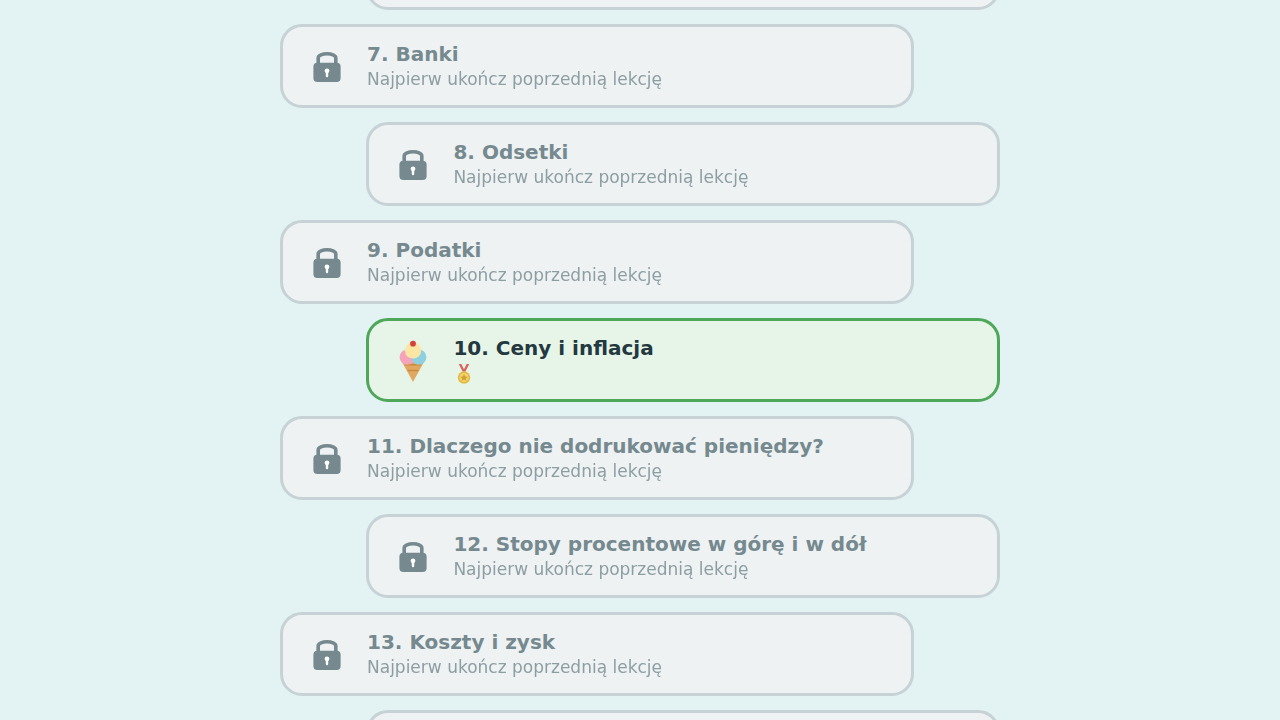 7. Banki
Najpierw ukończ poprzednią lekcję
8. Odsetki
Najpierw ukończ poprzednią lekcję
9. Podatki
Najpierw ukończ poprzednią lekcję
10. Ceny i inflacja
11. Dlaczego nie dodrukować pieniędzy?
Najpierw ukończ poprzednią lekcję
12. Stopy procentowe w górę i w dół
Najpierw ukończ poprzednią lekcję
13. Koszty i zysk
Najpierw ukończ poprzednią lekcję